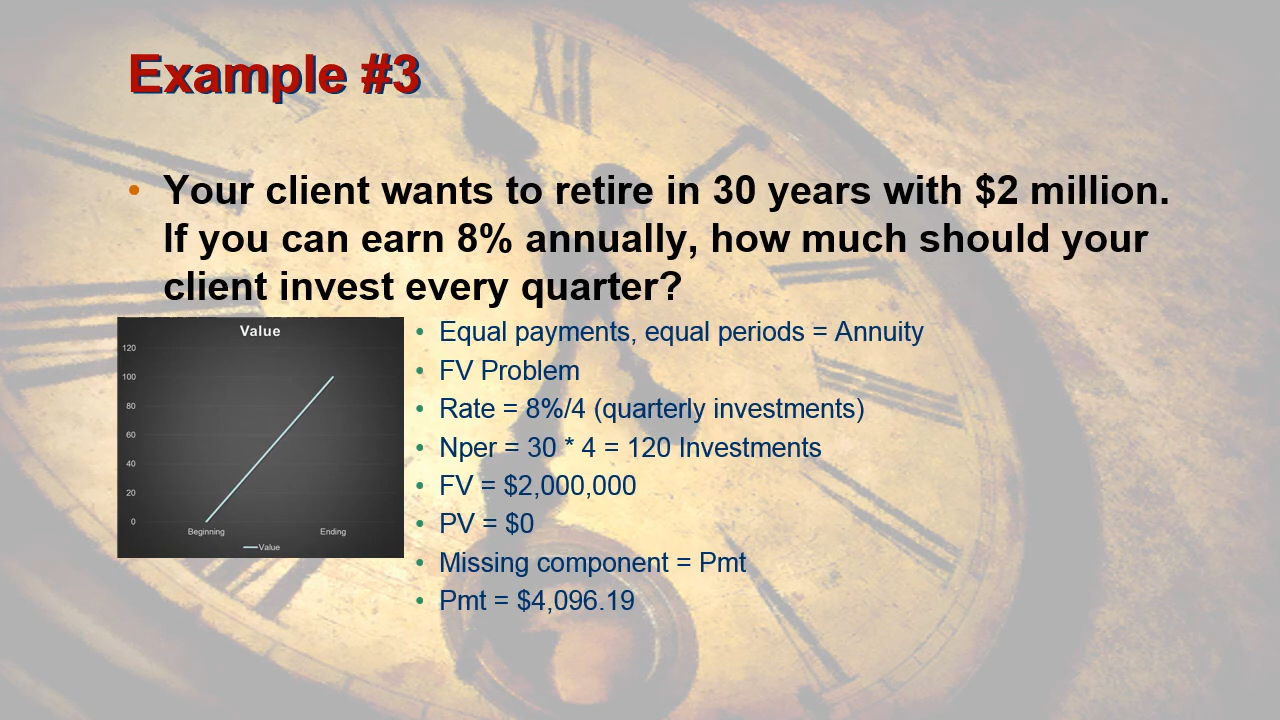 Example #3
• Your client wants to retire in 30 years with $2 million.
If you can earn 8% annually, how much should your
client invest every quarter?
Value
120
100
80
60
40
20
0
Beginning
Ending
Value
• Equal payments, equal periods = Annuity
• FV Problem
• Rate = 8%/4 (quarterly investments)
• Nper = 30 * 4 = 120 Investments
• FV = $2,000,000
• PV = $0
• Missing component = Pmt
• Pmt = $4,096.19